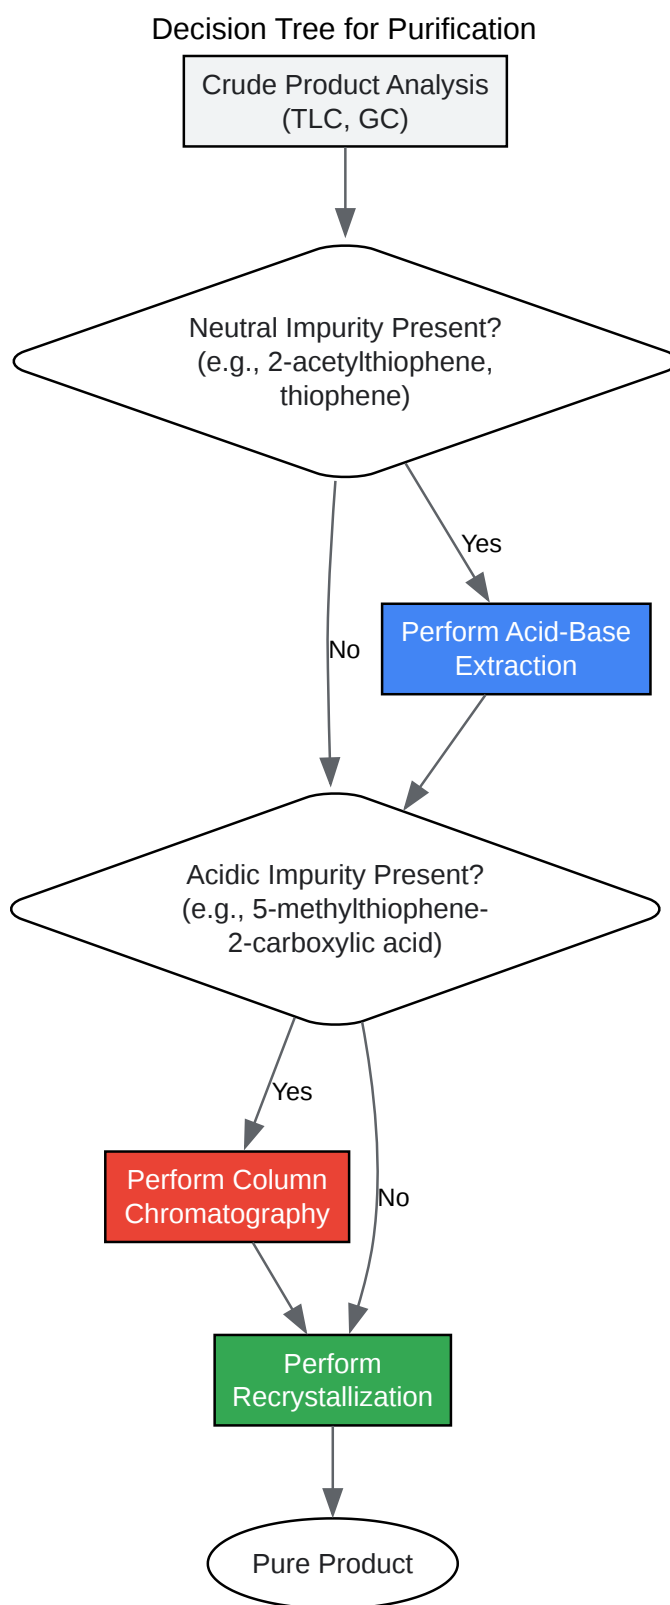 Decision Tree for Purification
Crude Product Analysis
(TLC, GC)
Neutral Impurity Present?
(e.g., 2-acetylthiophene,
thiophene)
Yes
Perform Acid-Base
Extraction
No
Acidic Impurity Present?
(e.g., 5-methylthiophene-
2-carboxylic acid)
Yes
Perform Column
Chromatography
No
Perform
Recrystallization
Pure Product